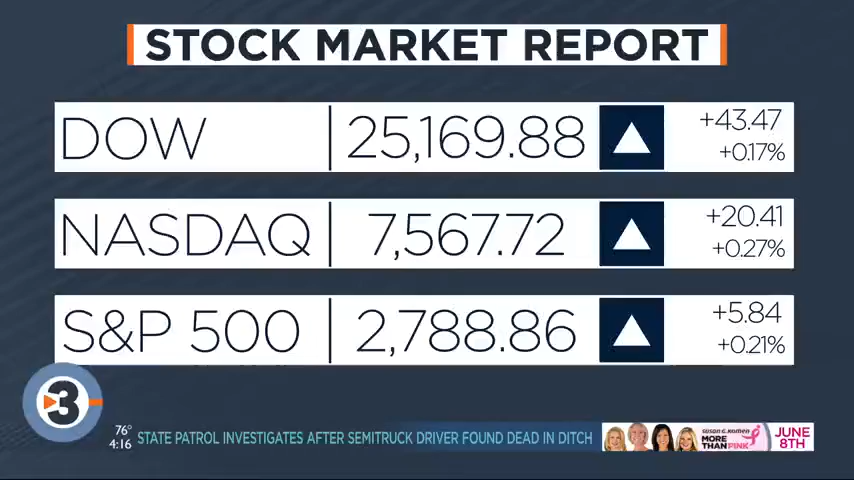 STOCK MARKET REPORT
DOW 25,169.88 +43.47
+0.17%
NASDAQ 7,567.72 +20.41
+0.27%
S&P 500 2,788.86 +5.84
+0.21%
3
76°
4:16
STATE PATROL INVESTIGATES AFTER SEMITRUCK DRIVER FOUND DEAD IN DITCH
SUSAN G. KOMEN
MORE
THAN PINK
JUNE
8TH